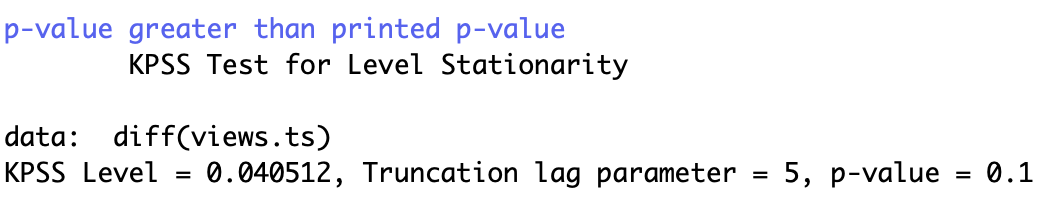 p-value greater than printed p-value
KPSS Test for Level Stationarity
data:  diff(views.ts)
KPSS Level = 0.040512, Truncation lag parameter = 5, p-value = 0.1